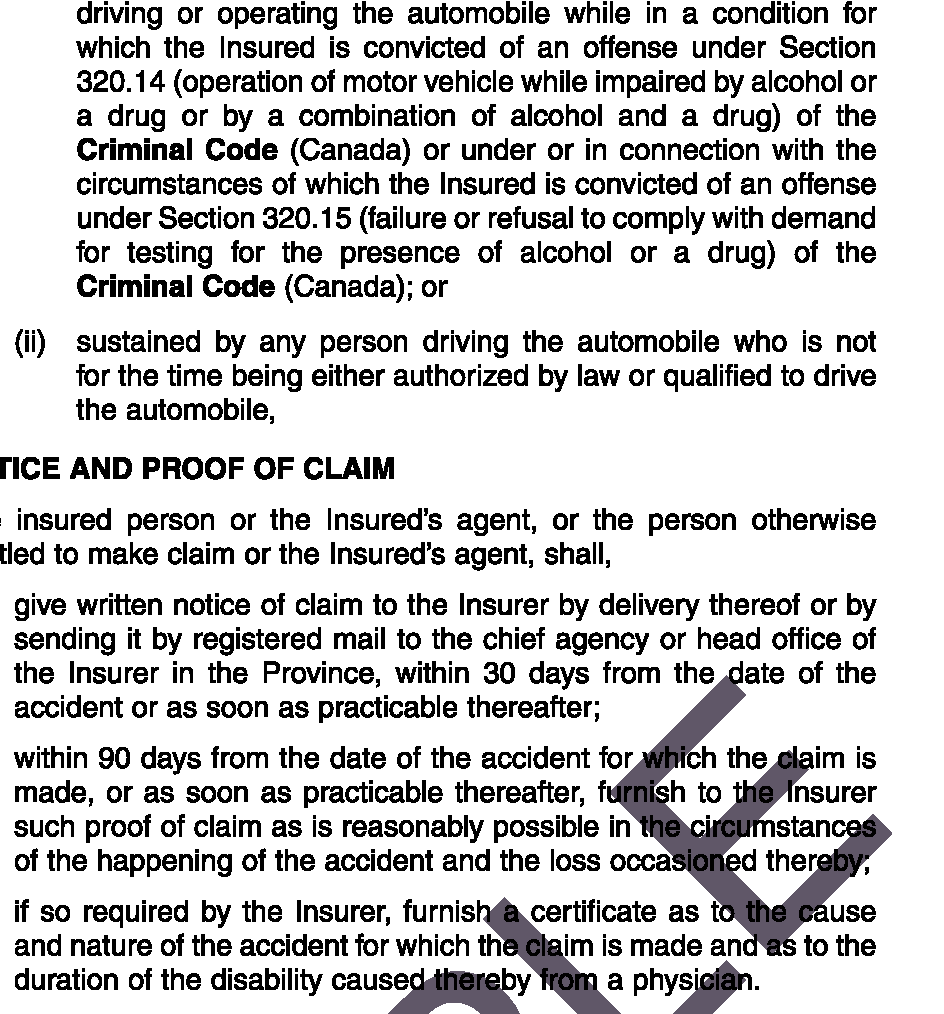 driving or operating the automobile while in a condition for
which the Insured is convicted of an offense under Section
320.14 (operation of motor vehicle while impaired by alcohol or
a drug or by a combination of alcohol and a drug) of the
Criminal Code (Canada) or under or in connection with the
circumstances of which the Insured is convicted of an offense
under Section 320.15 (failure or refusal to comply with demand
for testing for the presence of alcohol or a drug) of the
Criminal Code (Canada); or
(ii) sustained by any person driving the automobile who is not
for the time being either authorized by law or qualified to drive
the automobile,
TICE AND PROOF OF CLAIM
insured person or the Insured's agent, or the person otherwise
tled to make claim or the Insured's agent, shall,
give written notice of claim to the Insurer by delivery thereof or by
sending it by registered mail to the chief agency or head office of
the Insurer in the Province, within 30 days from the date of the
accident or as soon as practicable thereafter;
within 90 days from the date of the accident for which the claim is
made, or as soon as practicable thereafter, furnish to the Insurer
such proof of claim as is reasonably possible in the circumstances
of the happening of the accident and the loss occasioned thereby;
if so required by the Insurer, furnish a certificate as to the cause
and nature of the accident for which the claim is made and as to the
duration of the disability caused thereby from a physician.